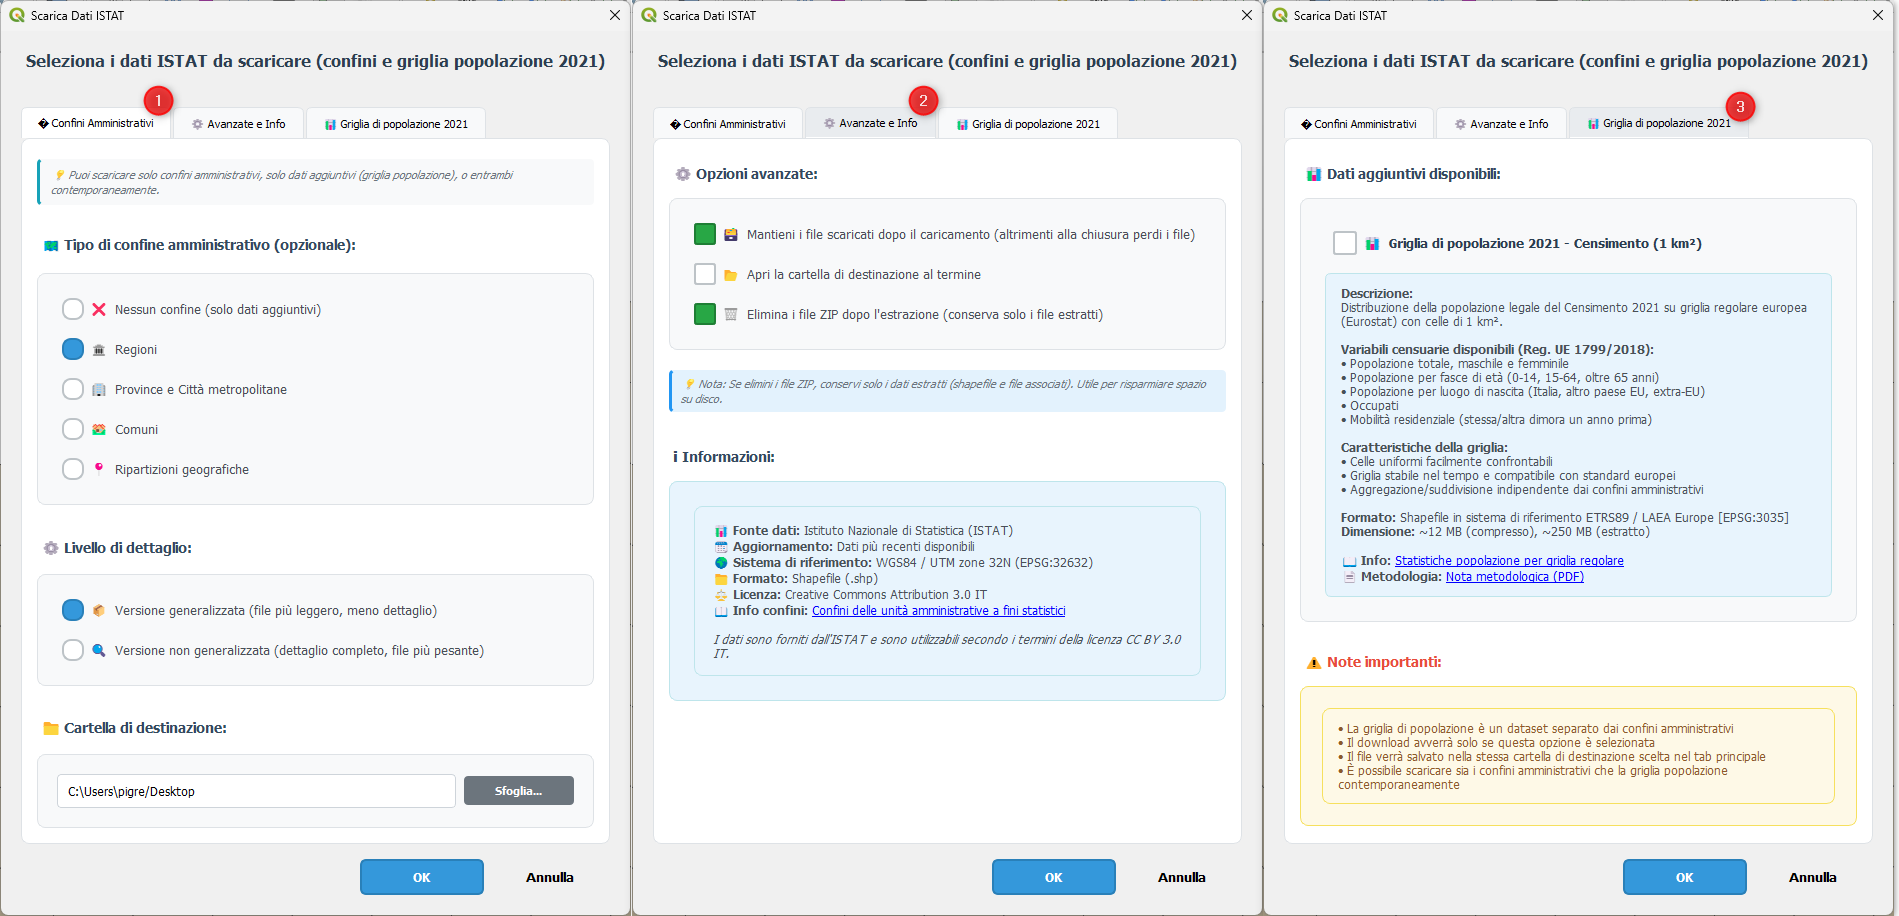 Scarica Dati ISTAT
Seleziona i dati ISTAT da scaricare (confini e griglia popolazione 2021)
1
� Confini Amministrativi
Avanzate e Info
Griglia di popolazione 2021
Puoi scaricare solo confini amministrativi, solo dati aggiuntivi (griglia popolazione), o entrambi
contemporaneamente.
Tipo di confine amministrativo (opzionale):
Nessun confine (solo dati aggiuntivi)
Regioni
Province e Città metropolitane
Comuni
Ripartizioni geografiche
Livello di dettaglio:
Versione generalizzata (file più leggero, meno dettaglio)
Versione non generalizzata (dettaglio completo, file più pesante)
Cartella di destinazione:
C:\Users\pigre/Desktop
Sfoglia...
OK
Annulla
Scarica Dati ISTAT
Seleziona i dati ISTAT da scaricare (confini e griglia popolazione 2021)
2
� Confini Amministrativi
Avanzate e Info
Griglia di popolazione 2021
Opzioni avanzate:
Mantieni i file scaricati dopo il caricamento (altrimenti alla chiusura perdi i file)
Apri la cartella di destinazione al termine
Elimina i file ZIP dopo l'estrazione (conserva solo i file estratti)
Nota: Se elimini i file ZIP, conservi solo i dati estratti (shapefile e file associati). Utile per risparmiare spazio
su disco.
i Informazioni:
Fonte dati: Istituto Nazionale di Statistica (ISTAT)
Aggiornamento: Dati più recenti disponibili
Sistema di riferimento: WGS84 / UTM zone 32N (EPSG:32632)
Formato: Shapefile (.shp)
Licenza: Creative Commons Attribution 3.0 IT
Info confini: Confini delle unità amministrative a fini statistici
I dati sono forniti dall'ISTAT e sono utilizzabili secondo i termini della licenza CC BY 3.0
IT.
OK
Annulla
Scarica Dati ISTAT
Seleziona i dati ISTAT da scaricare (confini e griglia popolazione 2021)
3
� Confini Amministrativi
Avanzate e Info
Griglia di popolazione 2021
Dati aggiuntivi disponibili:
Griglia di popolazione 2021 - Censimento (1 km²)
Descrizione:
Distribuzione della popolazione legale del Censimento 2021 su griglia regolare europea
(Eurostat) con celle di 1 km².
Variabili censuarie disponibili (Reg. UE 1799/2018):
• Popolazione totale, maschile e femminile
• Popolazione per fasce di età (0-14, 15-64, oltre 65 anni)
• Popolazione per luogo di nascita (Italia, altro paese EU, extra-EU)
• Occupati
• Mobilità residenziale (stessa/altra dimora un anno prima)
Caratteristiche della griglia:
• Celle uniformi facilmente confrontabili
• Griglia stabile nel tempo e compatibile con standard europei
• Aggregazione/suddivisione indipendente dai confini amministrativi
Formato: Shapefile in sistema di riferimento ETRS89 / LAEA Europe [EPSG:3035]
Dimensione: ~12 MB (compresso), ~250 MB (estratto)
Info: Statistiche popolazione per griglia regolare
Metodologia: Nota metodologica (PDF)
Note importanti:
• La griglia di popolazione è un dataset separato dai confini amministrativi
• Il download avverrà solo se questa opzione è selezionata
• Il file verrà salvato nella stessa cartella di destinazione scelta nel tab principale
• È possibile scaricare sia i confini amministrativi che la griglia popolazione
contemporaneamente
OK
Annulla